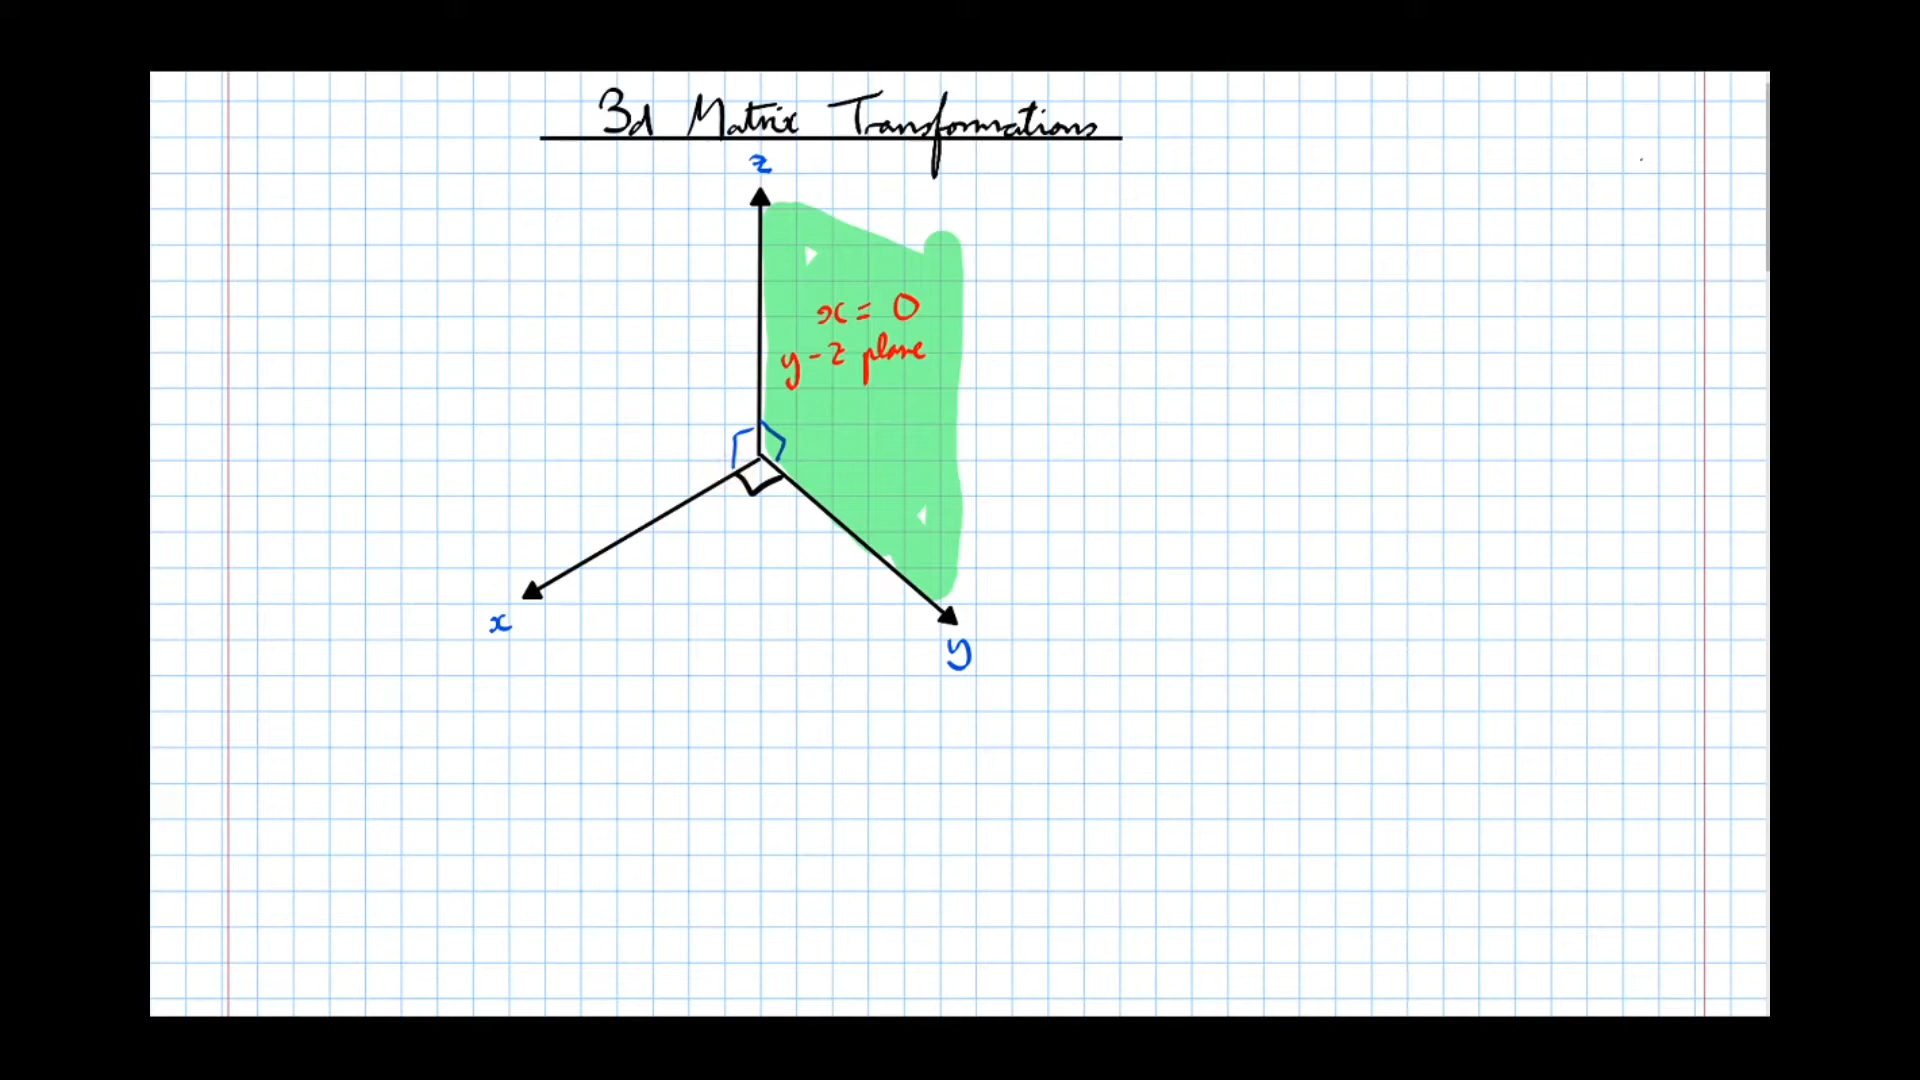 3d Matrix Transformations
z
x = 0
y - z plane
x
y